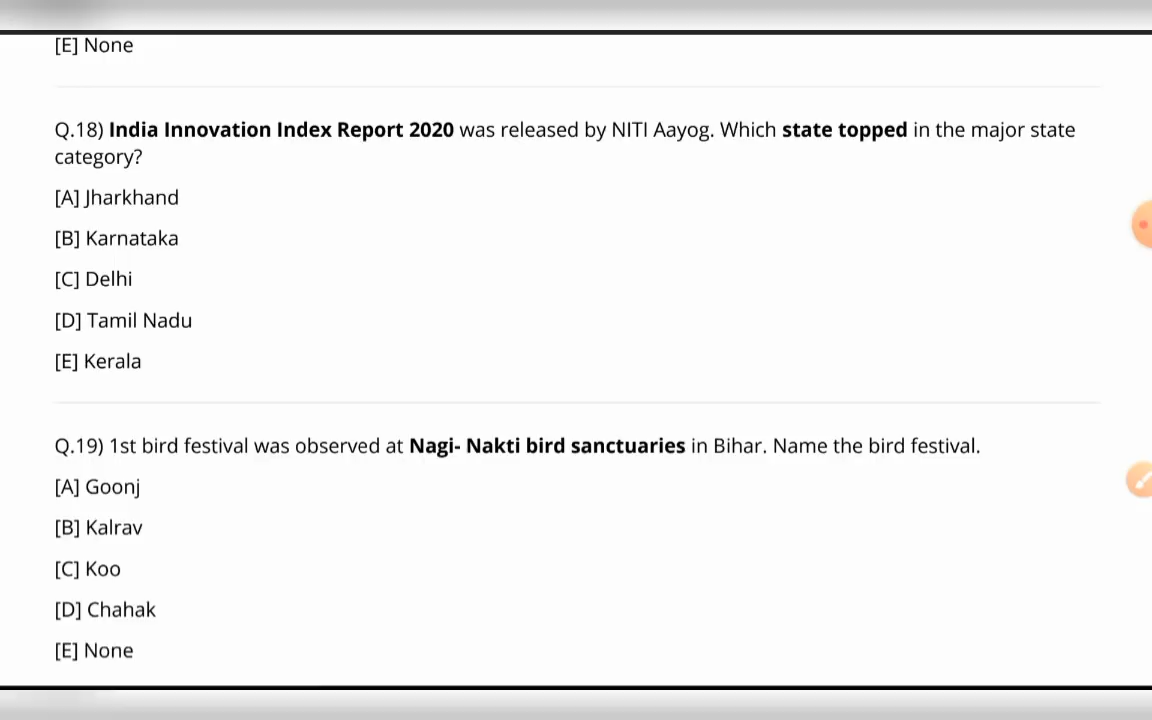 [E] None
Q.18) India Innovation Index Report 2020 was released by NITI Aayog. Which state topped in the major state
category?
[A] Jharkhand
[B] Karnataka
[C] Delhi
[D] Tamil Nadu
[E] Kerala
Q.19) 1st bird festival was observed at Nagi- Nakti bird sanctuaries in Bihar. Name the bird festival.
[A] Goonj
[B] Kalrav
[C] Koo
[D] Chahak
[E] None